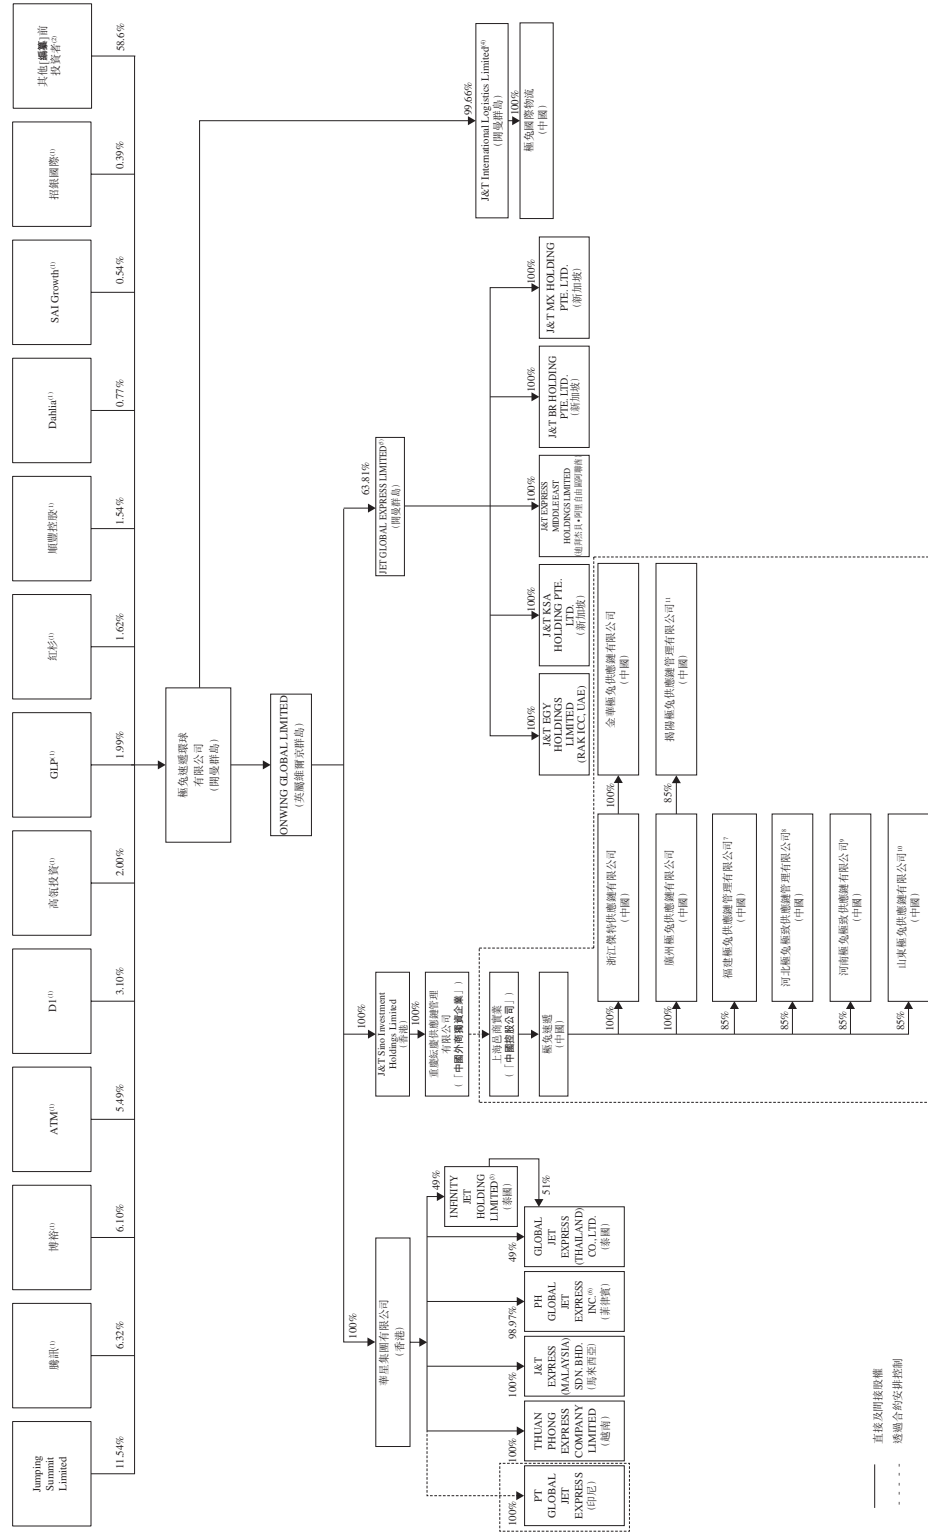 Jumping
Summit
Limited
11.54%
騰訊(1)
6.32%
博裕(1)
6.10%
ATM(1)
5.49%
D1(1)
3.10%
高瓴投資(1)
2.00%
GLP(1)
1.99%
紅杉(1)
1.62%
順豐控股(1)
1.54%
Dahlia(1)
0.77%
SAI Growth(1)
0.54%
招銀國際(1)
0.39%
其他[編纂]前
投資者(2)
58.6%
極兔速遞環球
有限公司
(開曼群島)
ONWING GLOBAL LIMITED
(英屬維爾京群島)
100%
華星集團有限公司
(香港)
100%
J&T Sino Investment
Holdings Limited
(香港)
100%
重慶紜慶供應鏈管理
有限公司
(「中國外商獨資企業」)
上海邑商實業
(「中國控股公司」)
極兔速遞
(中國)
63.81%
JET GLOBAL EXPRESS LIMITED(3)
(開曼群島)
99.66%
J&T International Logistics Limited(4)
(開曼群島)
100%
極兔國際物流
(中國)
100%
PT
GLOBAL
JET
EXPRESS
(印尼)
100%
THUAN
PHONG
EXPRESS
COMPANY
LIMITED
(越南)
100%
J&T
EXPRESS
(MALAYSIA)
SDN. BHD.
(馬來西亞)
98.97%
PH
GLOBAL
JET
EXPRESS
INC.(6)
(菲律賓)
49%
GLOBAL
JET
EXPRESS
(THAILAND)
CO., LTD.
(泰國)
49%
INFINITY
JET
HOLDING
LIMITED(5)
(泰國)
51%
100%
J&T EGY
HOLDINGS
LIMITED
(RAK ICC, UAE)
100%
J&T KSA
HOLDING PTE.
LTD.
(新加坡)
100%
J&T EXPRESS
MIDDLE EAST
HOLDINGS LIMITED
100%
J&T BR HOLDING
PTE. LTD.
(新加坡)
100%
J&T MX HOLDING
PTE. LTD.
(新加坡)
100%
浙江傑特供應鏈有限公司
(中國)
100%
金華極兔供應鏈有限公司
(中國)
100%
廣州極兔供應鏈有限公司
(中國)
85%
揭陽極兔供應鏈管理有限公司11
(中國)
85%
福建極兔供應鏈管理有限公司7
(中國)
85%
河北極兔極致供應鏈管理有限公司8
(中國)
85%
河南極兔極致供應鏈有限公司9
(中國)
85%
山東極兔供應鏈有限公司10
(中國)
直接及間接股權
透過合約安排控制